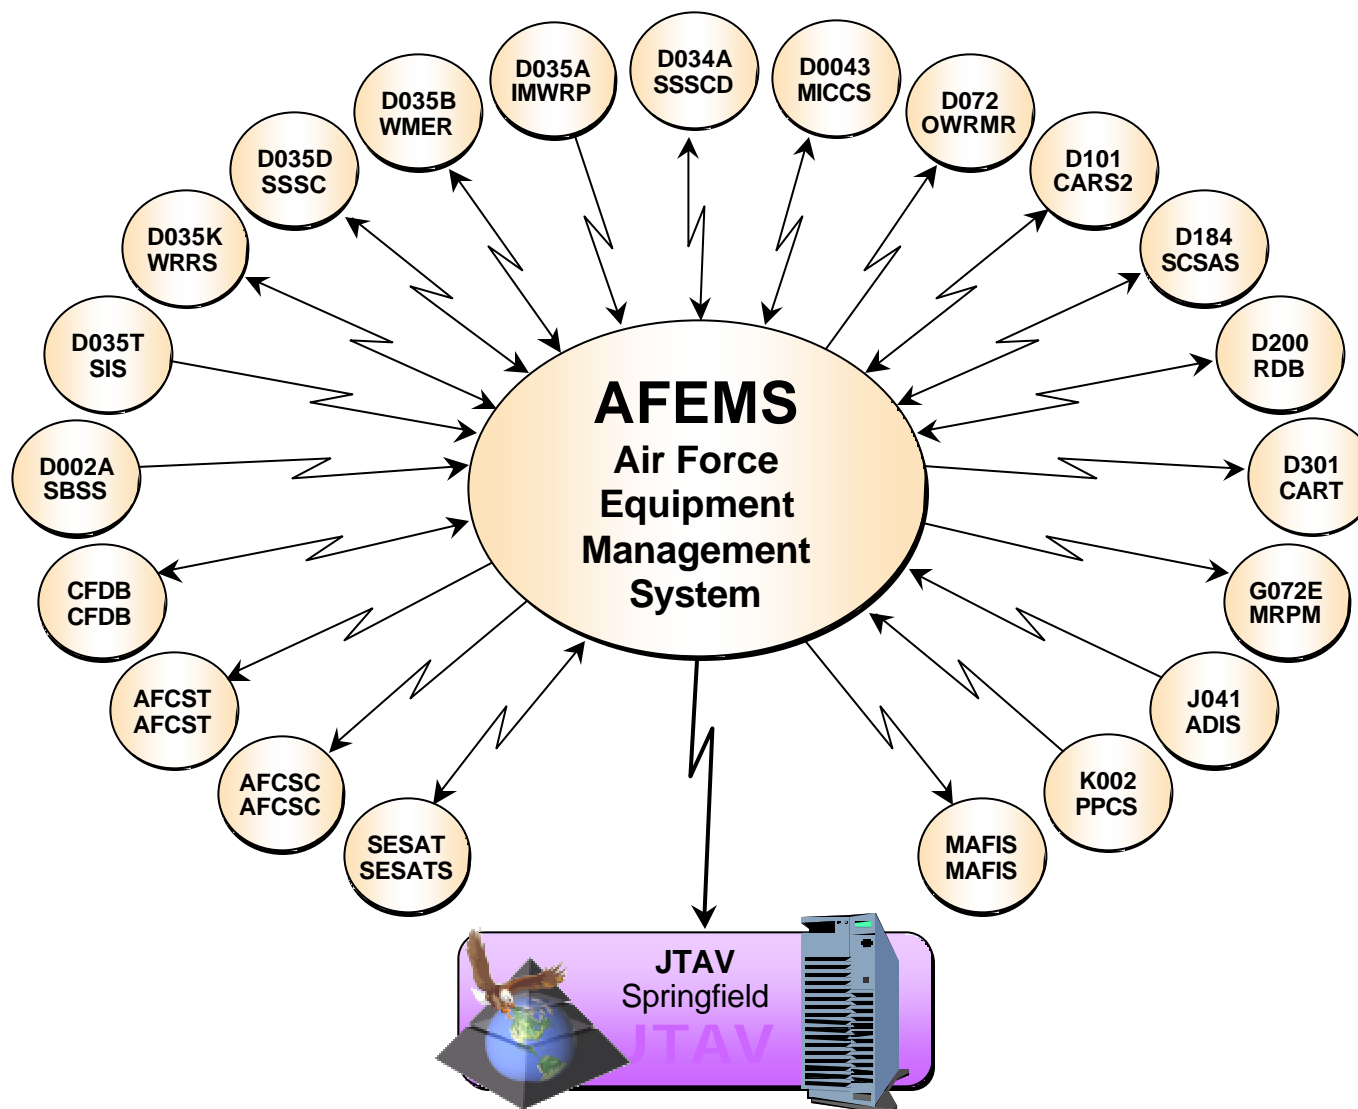 D035A
IMWRP
D034A
SSSCD
D0043
MICCS
D035B
WMER
D072
OWRMR
D035D
SSSC
D101
CARS2
D035K
WRRS
D184
SCSAS
D035T
SIS
D200
RDB
D002A
SBSS
D301
CART
CFDB
CFDB
G072E
MRPM
AFCST
AFCST
J041
ADIS
AFCSC
AFCSC
K002
PPCS
SESAT
SESATS
MAFIS
MAFIS
AFEMS
Air Force
Equipment
Management
System
JTAV
Springfield
JTAV